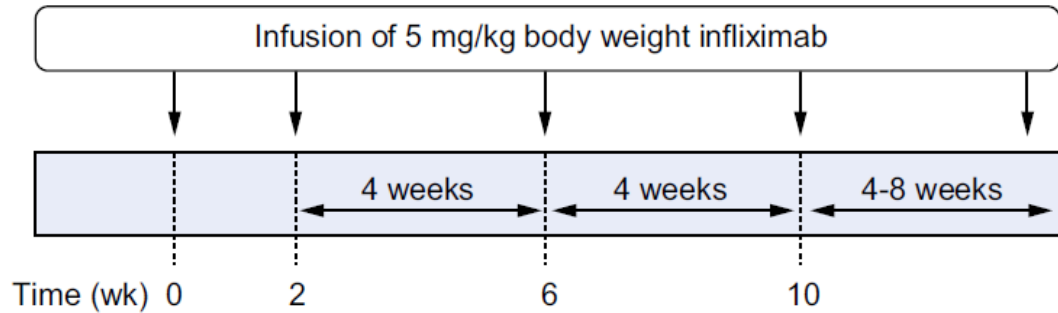 Infusion of 5 mg/kg body weight infliximab
4 weeks 4 weeks 4-8 weeks
Time (wk) 0 2 6 10